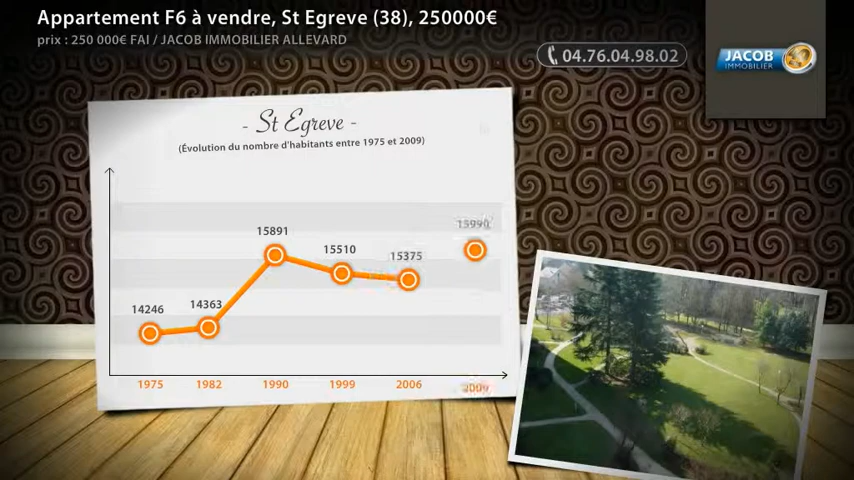 Appartement F6 à vendre, St Egreve (38), 250000€
prix : 250 000€ FAI / JACOB IMMOBILIER ALLEVARD
04.76.04.98.02
JACOB
IMMOBILIER
- St Egreve -
(Évolution du nombre d'habitants entre 1975 et 2009)
15990
15891
15510
15375
14246
14363
1975 1982 1990 1999 2006 2009